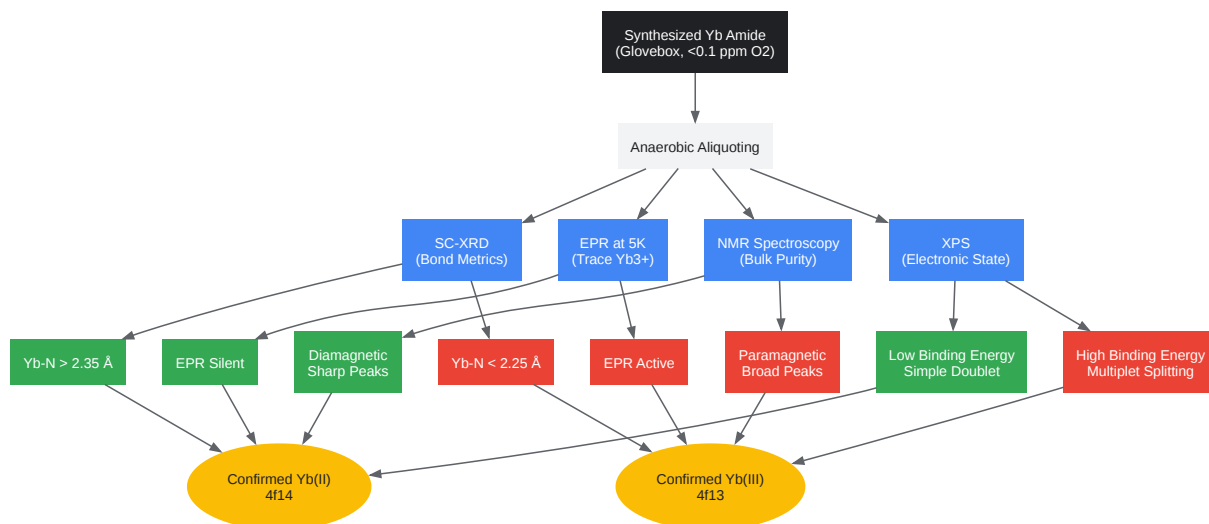 Synthesized Yb Amide
(Glovebox, <0.1 ppm O2)
Anaerobic Aliquoting
SC-XRD
(Bond Metrics)
EPR at 5K
(Trace Yb3+)
NMR Spectroscopy
(Bulk Purity)
XPS
(Electronic State)
Yb-N > 2.35 Å
EPR Silent
Diamagnetic
Sharp Peaks
Yb-N < 2.25 Å
EPR Active
Paramagnetic
Broad Peaks
Low Binding Energy
Simple Doublet
High Binding Energy
Multiplet Splitting
Confirmed Yb(II)
4f14
Confirmed Yb(III)
4f13